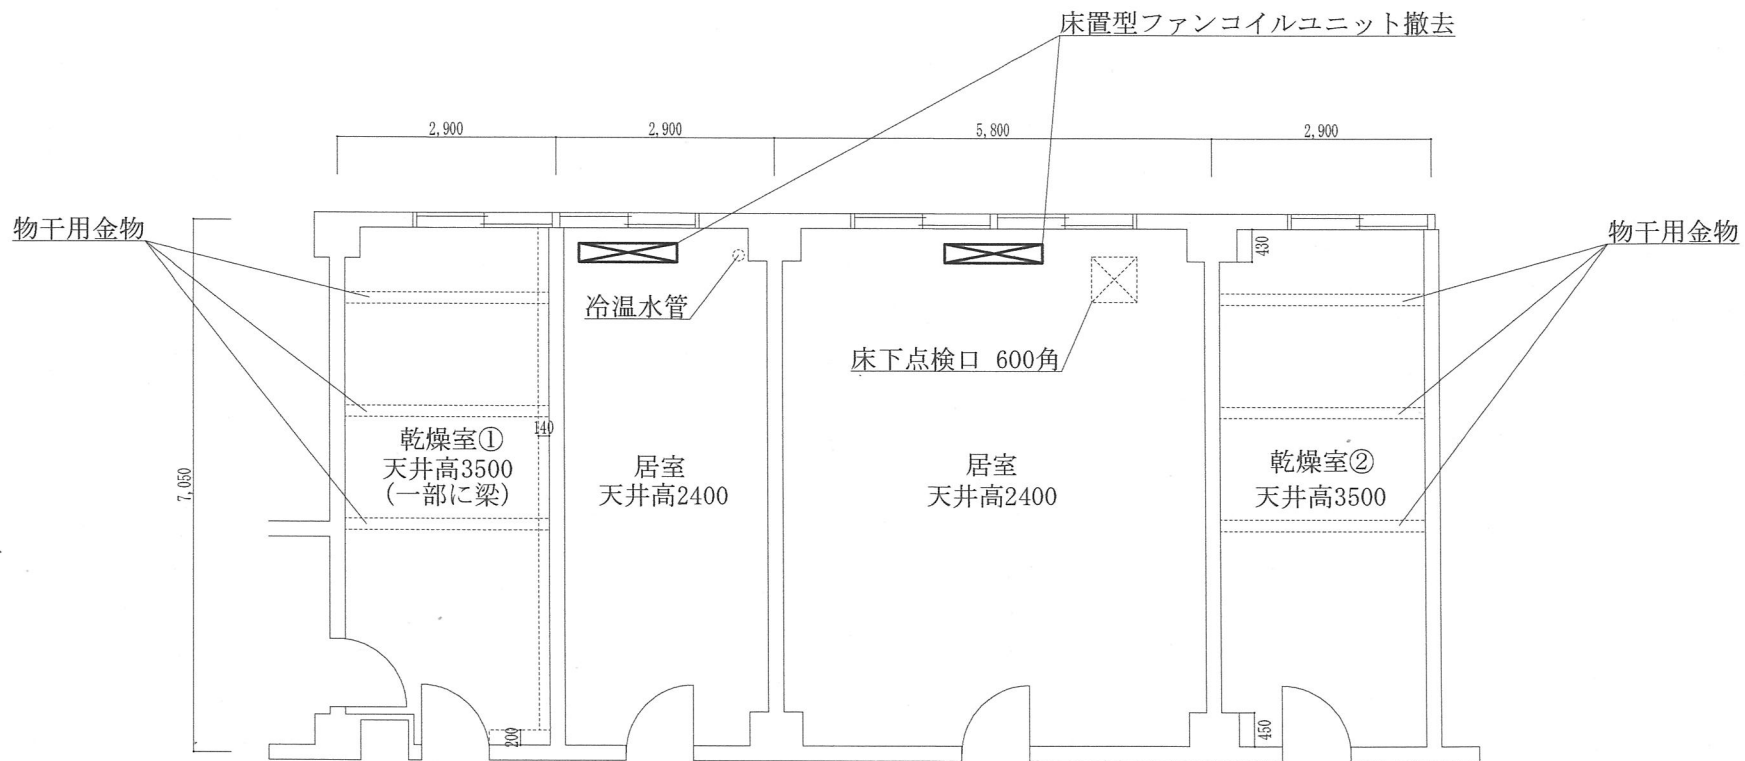 床置型ファンコイルユニット撤去
2,900
2,900
5,800
2,900
物干用金物
物干用金物
430
冷温水管
床下点検口 600角
7,050
140
乾燥室①
天井高3500
(一部に梁)
居室
天井高2400
居室
天井高2400
乾燥室②
天井高3500
200
450